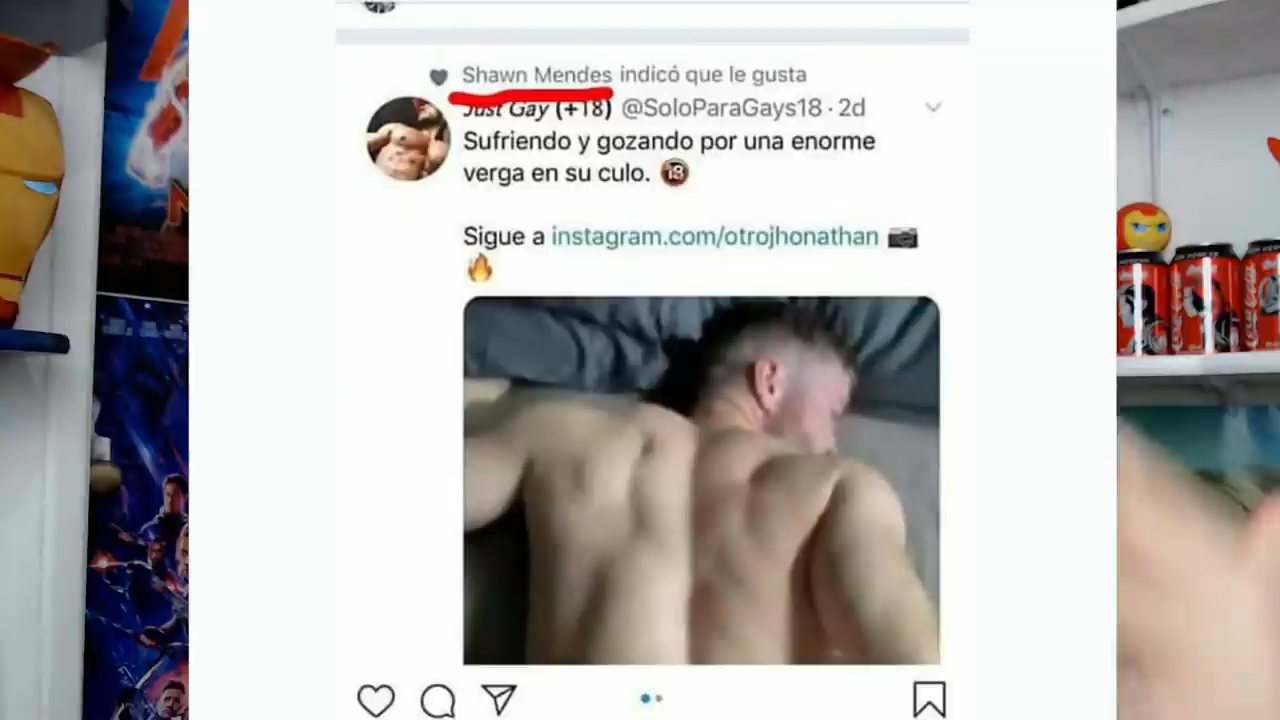 Shawn Mendes indicó que le gusta
Just Gay (+18) @SoloParaGays18 · 2d
Sufriendo y gozando por una enorme
verga en su culo. 🔞
Sigue a instagram.com/otrojhonathan 📷
🔥